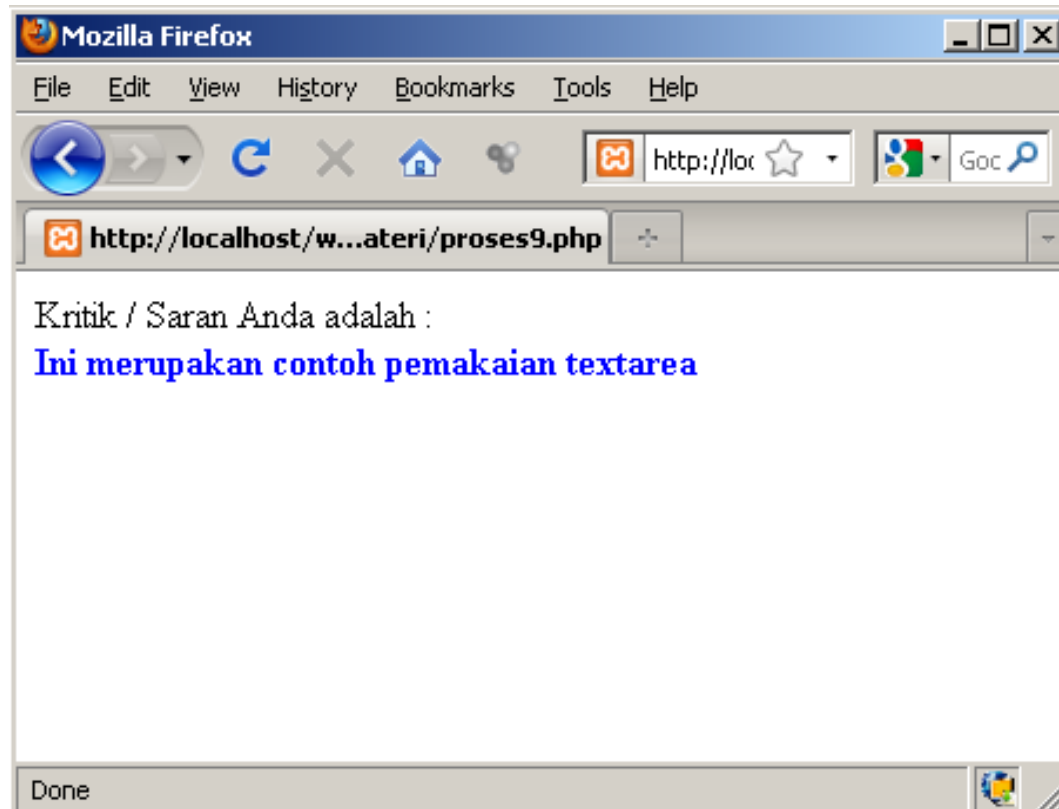 Mozilla Firefox
File Edit View History Bookmarks Tools Help
http://loc Goc
http://localhost/w...ateri/proses9.php
Kritik / Saran Anda adalah :
Ini merupakan contoh pemakaian textarea
Done